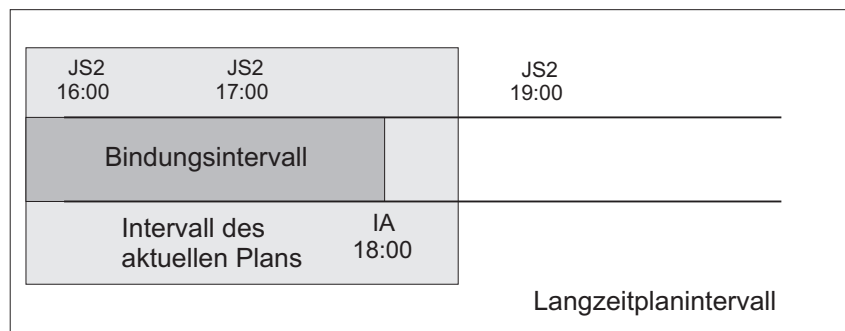 JS2
16:00
JS2
17:00
JS2
19:00
Bindungsintervall
Intervall des
aktuellen Plans
IA
18:00
Langzeitplanintervall